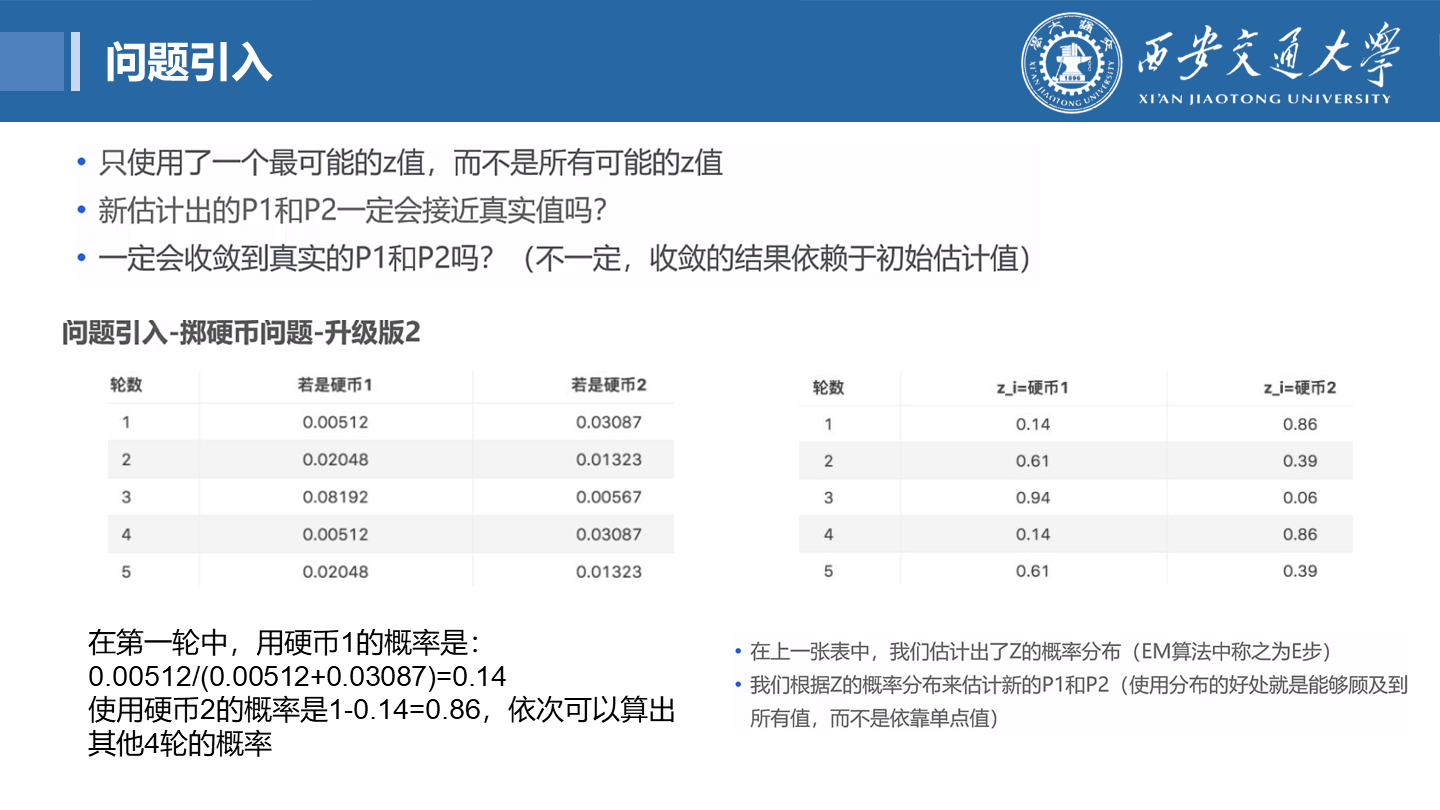 问题引入
西安交通大学
XI'AN JIAOTONG UNIVERSITY
XI'AN JIAOTONG UNIVERSITY
1896
• 只使用了一个最可能的z值，而不是所有可能的z值
• 新估计出的P1和P2一定会接近真实值吗？
• 一定会收敛到真实的P1和P2吗？（不一定，收敛的结果依赖于初始估计值）
问题引入-掷硬币问题-升级版2
轮数 若是硬币1 若是硬币2
1 0.00512 0.03087
2 0.02048 0.01323
3 0.08192 0.00567
4 0.00512 0.03087
5 0.02048 0.01323
轮数 z_i=硬币1 z_i=硬币2
1 0.14 0.86
2 0.61 0.39
3 0.94 0.06
4 0.14 0.86
5 0.61 0.39
在第一轮中，用硬币1的概率是：
0.00512/(0.00512+0.03087)=0.14
使用硬币2的概率是1-0.14=0.86，依次可以算出
其他4轮的概率
• 在上一张表中，我们估计出了Z的概率分布（EM算法中称之为E步）
• 我们根据Z的概率分布来估计新的P1和P2（使用分布的好处就是能够顾及到
所有值，而不是依靠单点值）